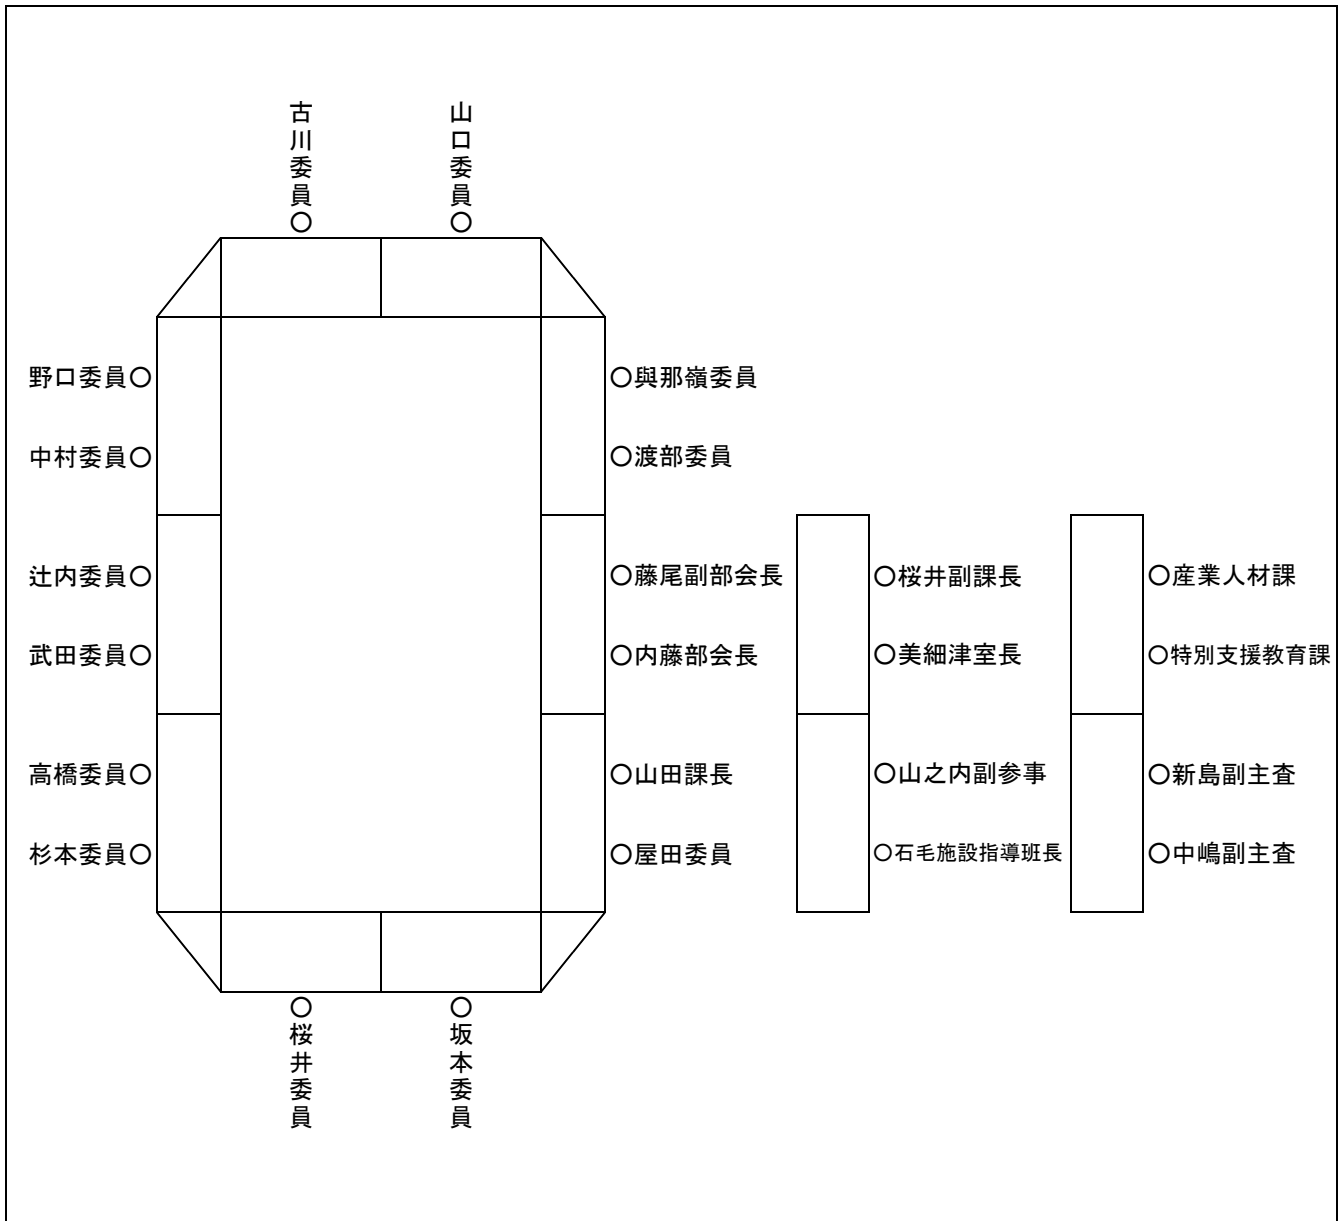 古川委員○
山口委員○
野口委員○
○與那嶺委員
中村委員○
○渡部委員
辻内委員○
○藤尾副部会長
○桜井副課長
○産業人材課
武田委員○
○内藤部会長
○美細津室長
○特別支援教育課
高橋委員○
○山田課長
○山之内副参事
○新島副主査
杉本委員○
○屋田委員
○石毛施設指導班長
○中嶋副主査
○桜井委員
○坂本委員